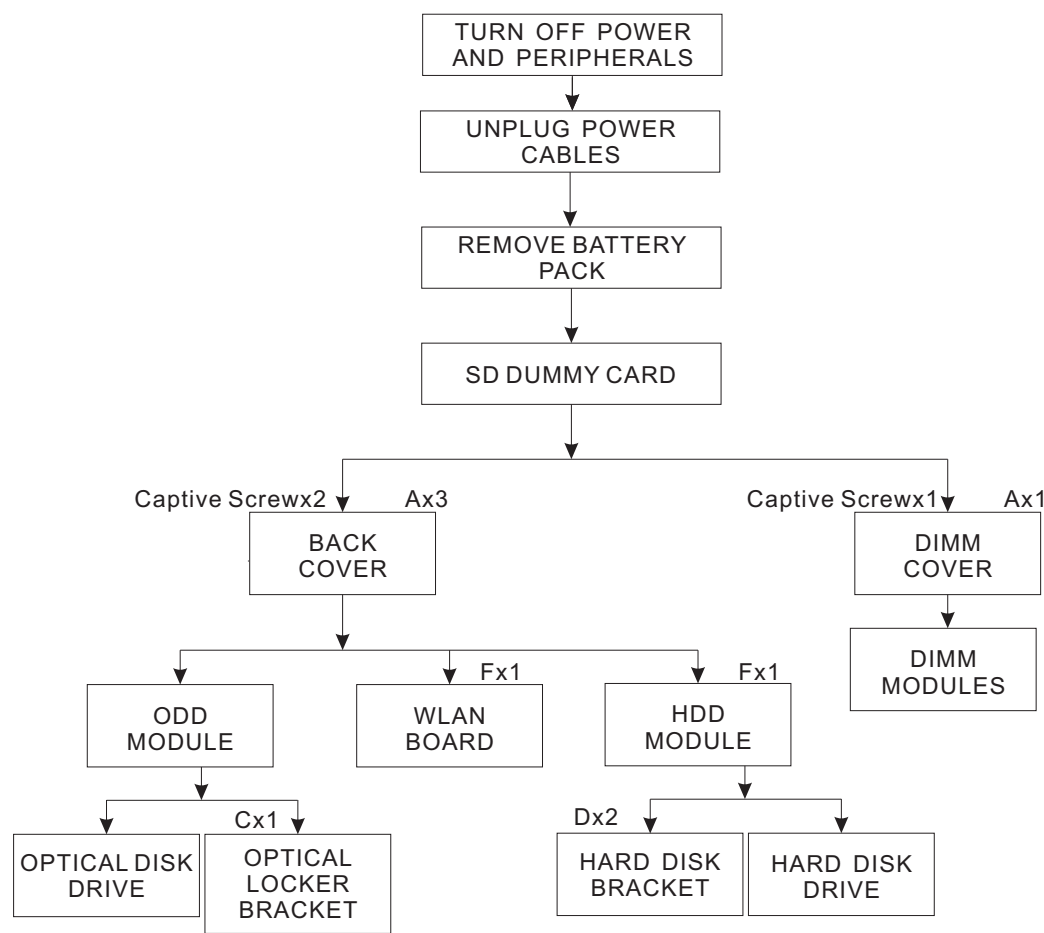 TURN OFF POWER
AND PERIPHERALS
UNPLUG POWER
CABLES
REMOVE BATTERY
PACK
SD DUMMY CARD
Captive Screwx2
Ax3
Captive Screwx1
Ax1
BACK
COVER
DIMM
COVER
DIMM
MODULES
ODD
MODULE
Fx1
WLAN
BOARD
Fx1
HDD
MODULE
OPTICAL DISK
DRIVE
Cx1
OPTICAL
LOCKER
BRACKET
Dx2
HARD DISK
BRACKET
HARD DISK
DRIVE